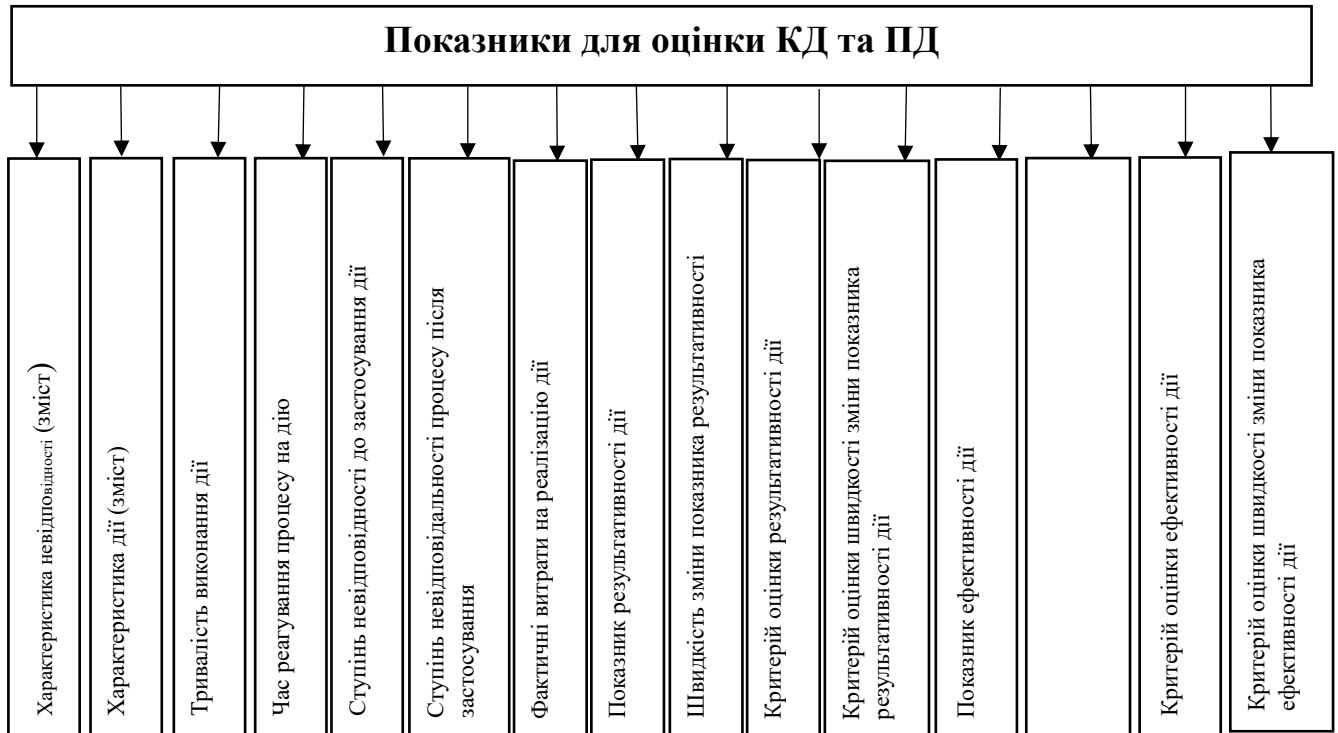 Показники для оцінки КД та ПД
Характеристика невідповідності (зміст)
Характеристика дії (зміст)
Тривалість виконання дії
Час реагування процесу на дію
Ступінь невідповідності до застосування дії
Ступінь невідповідальності процесу після
застосування
Фактичні витрати на реалізацію дії
Показник результативності дії
Швидкість зміни показника результативності
Критерій оцінки результативності дії
Критерій оцінки швидкості зміни показника
результативності дії
Показник ефективності дії
Критерій оцінки ефективності дії
Критерій оцінки швидкості зміни показника
ефективності дії